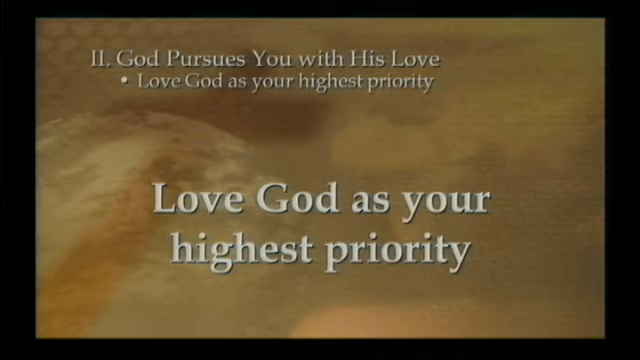 II. God Pursues You with His Love
• Love God as your highest priority
Love God as your
highest priority